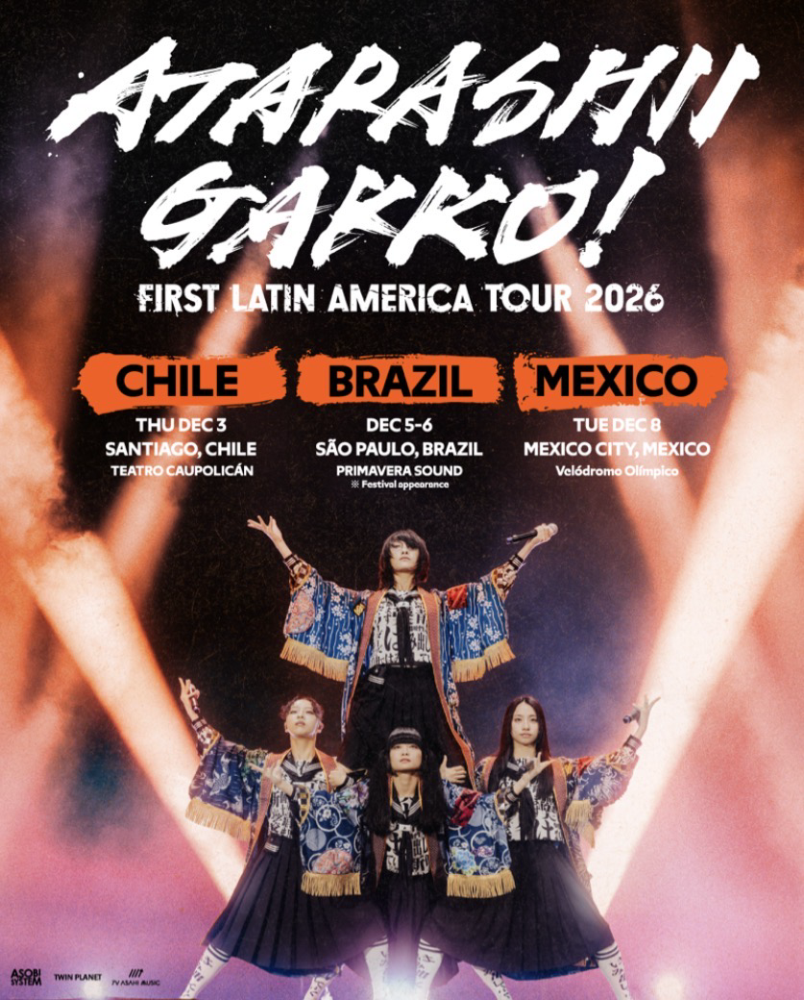 ATARASHII
GAKKO!
FIRST LATIN AMERICA TOUR 2026
CHILE
THU DEC 3
SANTIAGO, CHILE
TEATRO CAUPOLICÁN
BRAZIL
DEC 5-6
SÃO PAULO, BRAZIL
PRIMAVERA SOUND
※ Festival appearance
MEXICO
TUE DEC 8
MEXICO CITY, MEXICO
Velódromo Olímpico
ASOBI
SYSTEM
TWIN PLANET
TV ASAHI MUSIC